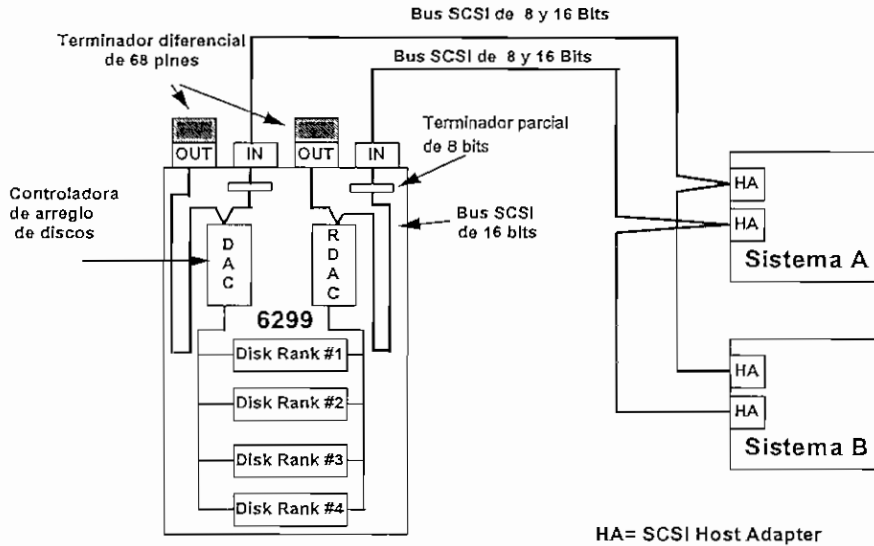 Bus SCSI de 8 y 16 Bits
Terminador diferencial
de 68 pines
Bus SCSI de 8 y 16 Bits
Terminador parcial
de 8 bits
OUT
IN
OUT
IN
HA
HA
Sistema A
Controladora
de arreglo
de discos
Bus SCSI
de 16 bits
D
A
C
R
D
A
C
6299
Disk Rank #1
Disk Rank #2
Disk Rank #3
Disk Rank #4
HA
HA
Sistema B
HA= SCSI Host Adapter